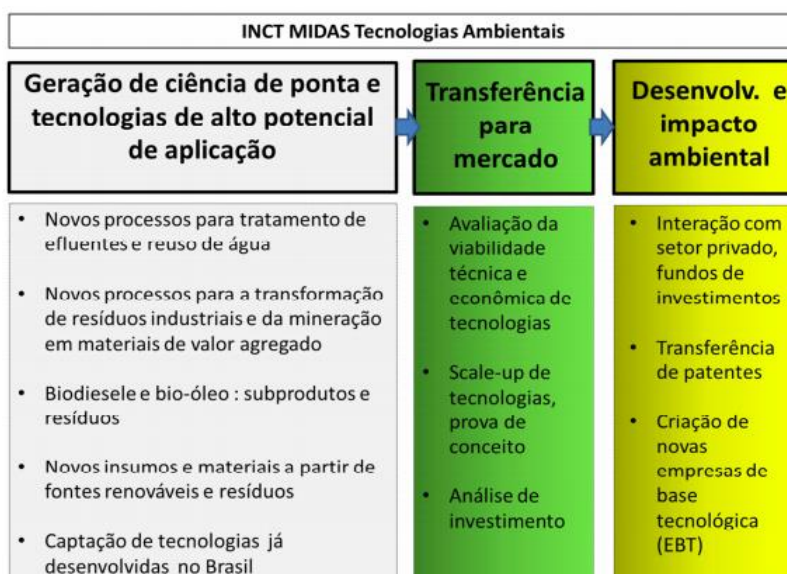 INCT MIDAS Tecnologias Ambientais
Geração de ciência de ponta e
tecnologias de alto potencial
de aplicação
Transferência
para
mercado
Desenvolv. e
impacto
ambiental
• Novos processos para tratamento de
efluentes e reuso de água
• Novos processos para a transformação
de resíduos industriais e da mineração
em materiais de valor agregado
• Biodiesele e bio-óleo : subprodutos e
resíduos
• Novos insumos e materiais a partir de
fontes renováveis e resíduos
• Captação de tecnologias já
desenvolvidas no Brasil
• Avaliação da
viabilidade
técnica e
econômica de
tecnologias
• Scale-up de
tecnologias,
prova de
conceito
• Análise de
investimento
• Interação com
setor privado,
fundos de
investimentos
• Transferência
de patentes
• Criação de
novas
empresas de
base
tecnológica
(EBT)